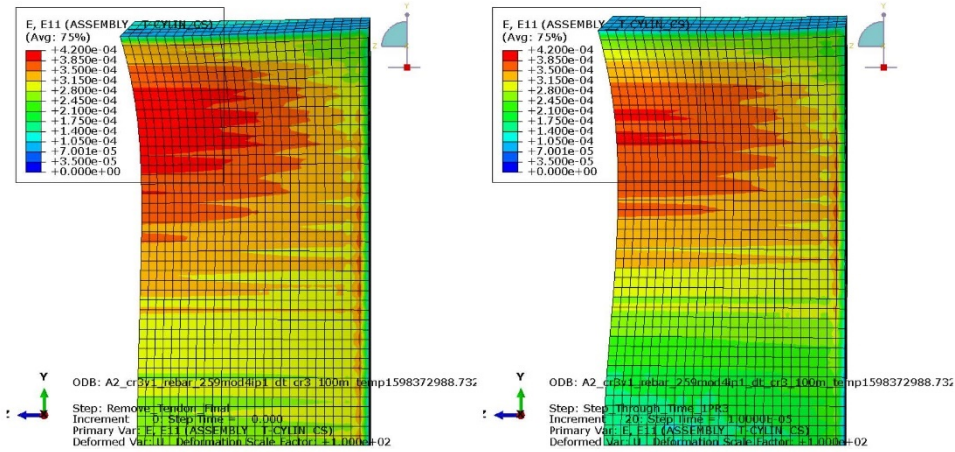 E, E11 (ASSEMBLY__T-CYLIN_CS)
(Avg: 75%)
+4.200e-04
+3.850e-04
+3.500e-04
+3.150e-04
+2.800e-04
+2.450e-04
+2.100e-04
+1.750e-04
+1.400e-04
+1.050e-04
+7.001e-05
+3.500e-05
+0.000e+00
Y
Z
Y
Z
ODB: A2_cr3v1_rebar_259mod4ip1_dt_cr3_100m_temp1598372988.732
Step: Remove_Tendon_Final
Increment 0: Step Time = 0.000
Primary Var: E, E11 (ASSEMBLY__T-CYLIN_CS)
Deformed Var: U Deformation Scale Factor: +1.000e+02
E, E11 (ASSEMBLY__T-CYLIN_CS)
(Avg: 75%)
+4.200e-04
+3.850e-04
+3.500e-04
+3.150e-04
+2.800e-04
+2.450e-04
+2.100e-04
+1.750e-04
+1.400e-04
+1.050e-04
+7.001e-05
+3.500e-05
+0.000e+00
Y
Z
Y
Z
ODB: A2_cr3v1_rebar_259mod4ip1_dt_cr3_100m_temp1598372988.732
Step: Step_Through_Time_1PR3
Increment 20: Step Time = 1.0000E-05
Primary Var: E, E11 (ASSEMBLY__T-CYLIN_CS)
Deformed Var: U Deformation Scale Factor: +1.000e+02